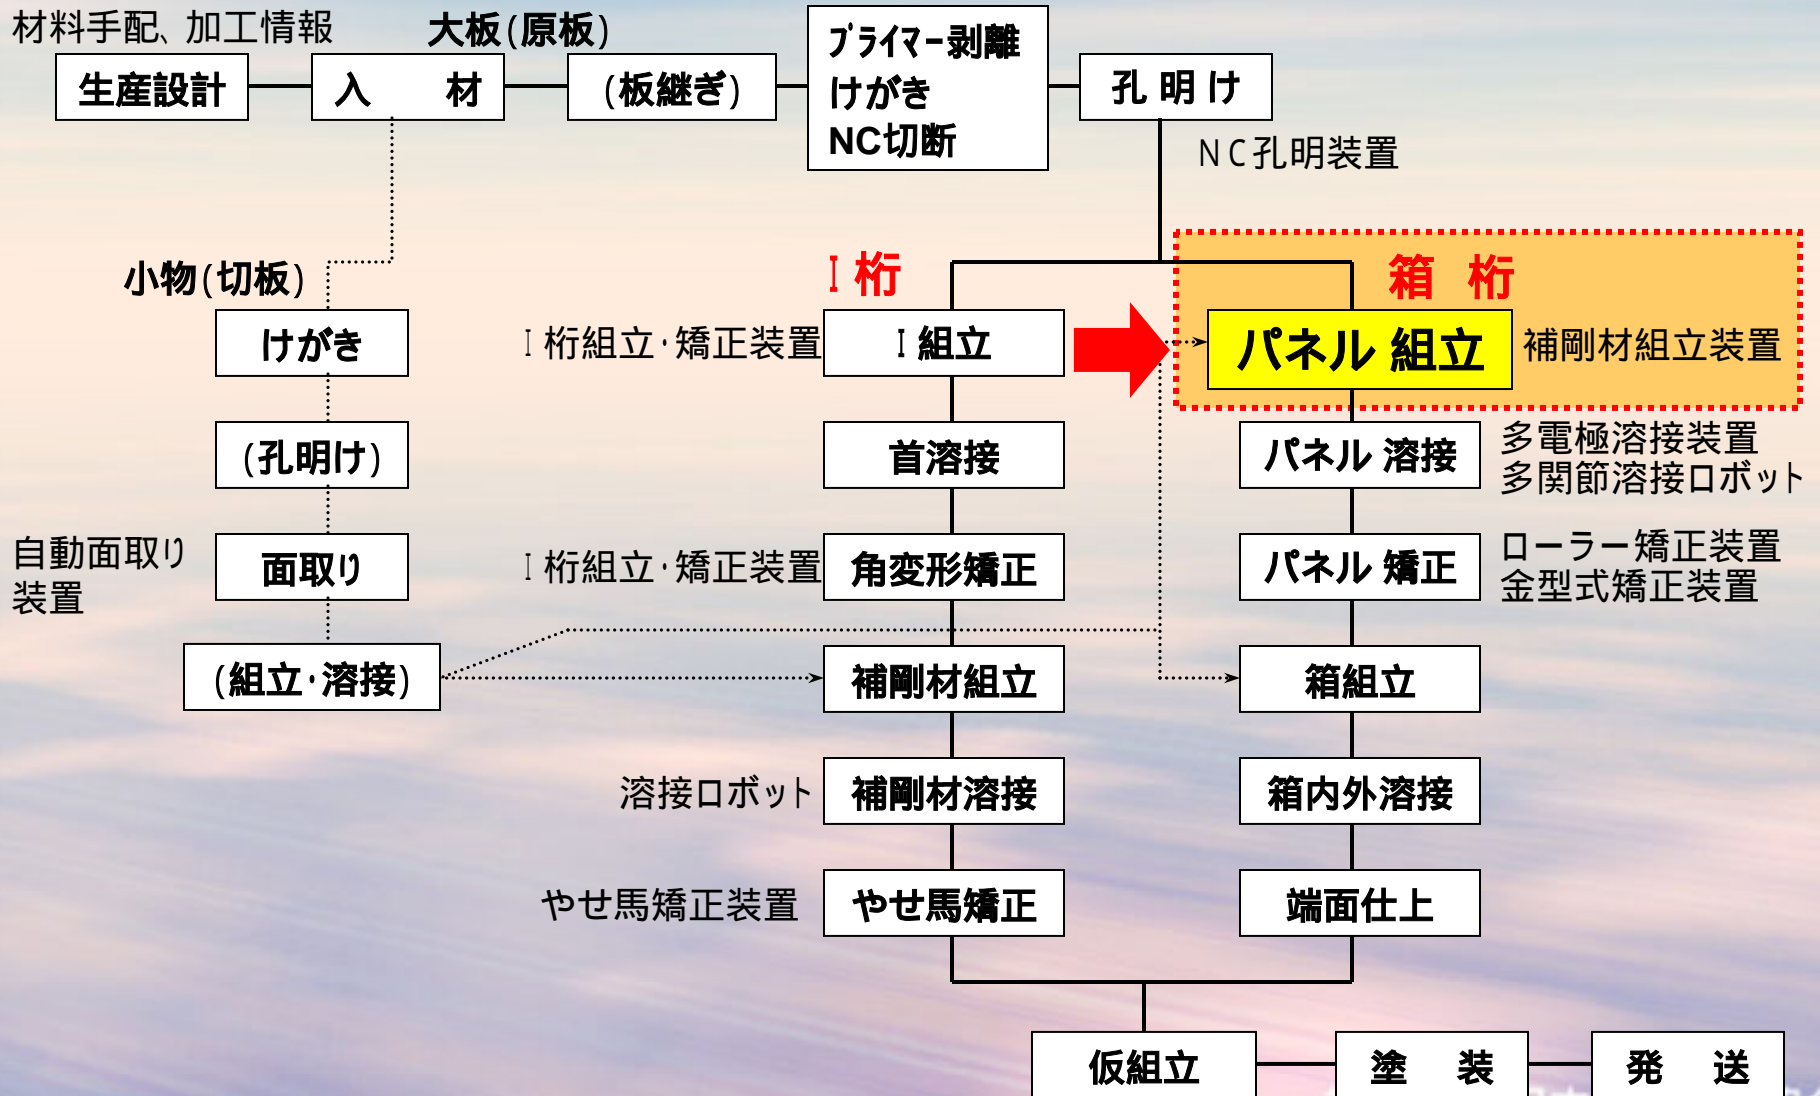 材料手配、加工情報
大板(原板)
生産設計
入　材
(板継ぎ)
プライマー剥離
けがき
NC切断
孔明け
NC孔明装置
小物(切板)
けがき
(孔明け)
自動面取り
装置
面取り
(組立・溶接)
I桁
I桁組立・矯正装置
I組立
首溶接
I桁組立・矯正装置
角変形矯正
補剛材組立
溶接ロボット
補剛材溶接
やせ馬矯正装置
やせ馬矯正
箱　桁
パネル組立
補剛材組立装置
パネル溶接
多電極溶接装置
多関節溶接ロボット
パネル矯正
ローラー矯正装置
金型式矯正装置
箱組立
箱内外溶接
端面仕上
仮組立
塗　装
発　送